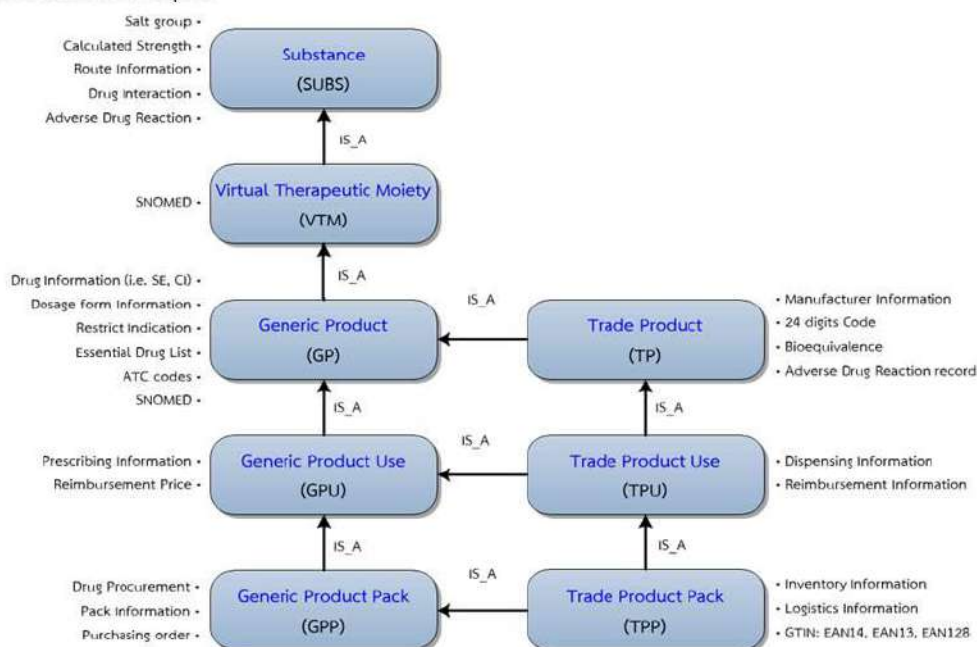 Salt group •
Calculated Strength •
Route Information •
Drug Interaction •
Adverse Drug Reaction •
Substance
(SUBS)
IS_A
SNOMED •
Virtual Therapeutic Moiety
(VTM)
IS_A
Drug Information (i.e. SE, CI) •
Dosage form Information •
Restrict Indication •
Essential Drug List •
ATC codes •
SNOMED •
Generic Product
(GP)
IS_A
Trade Product
(TP)
• Manufacturer Information
• 24 digits Code
• Bioequivalence
• Adverse Drug Reaction record
IS_A
IS_A
Prescribing Information •
Reimbursement Price •
Generic Product Use
(GPU)
IS_A
Trade Product Use
(TPU)
• Dispensing Information
• Reimbursement Information
IS_A
IS_A
Drug Procurement •
Pack Information •
Purchasing order •
Generic Product Pack
(GPP)
IS_A
Trade Product Pack
(TPP)
• Inventory Information
• Logistics Information
• GTIN: EAN14, EAN13, EAN128